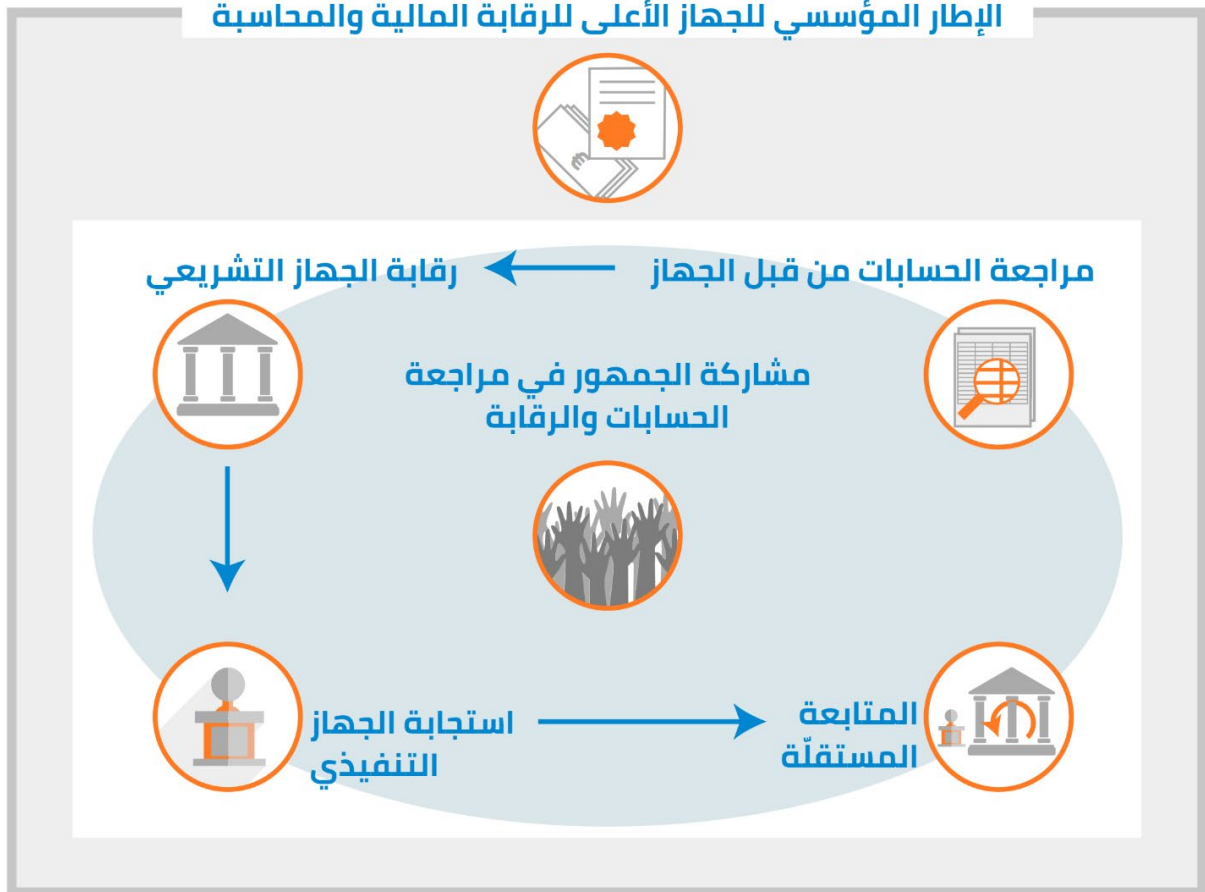 الإطار المؤسسي للجهاز الأعلى للرقابة المالية والمحاسبة
مراجعة الحسابات من قبل الجهاز
رقابة الجهاز التشريعي
مشاركة الجمهور في مراجعة
الحسابات والرقابة
استجابة الجهاز
التنفيذي
المتابعة
المستقلّة